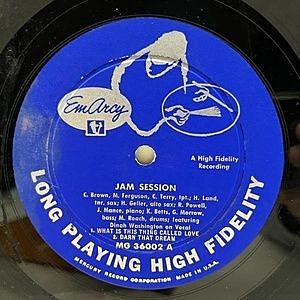 EmArcy
A High Fidelity
Recording
JAM SESSION
C. Brown, M. Ferguson, C. Terry, tpt.; H. Land,
ten. sax; H. Geller, alto sax; R. Powell,
J. Mance, piano; K. Betts, G. Morrow,
bass; M. Roach, drums; featuring
Dinah Washington on Vocal
1. WHAT IS THIS THING CALLED LOVE
2. DARN THAT DREAM
MG 36002 A
LONG PLAYING HIGH FIDELITY
MERCURY RECORD CORPORATION MADE IN U.S.A.